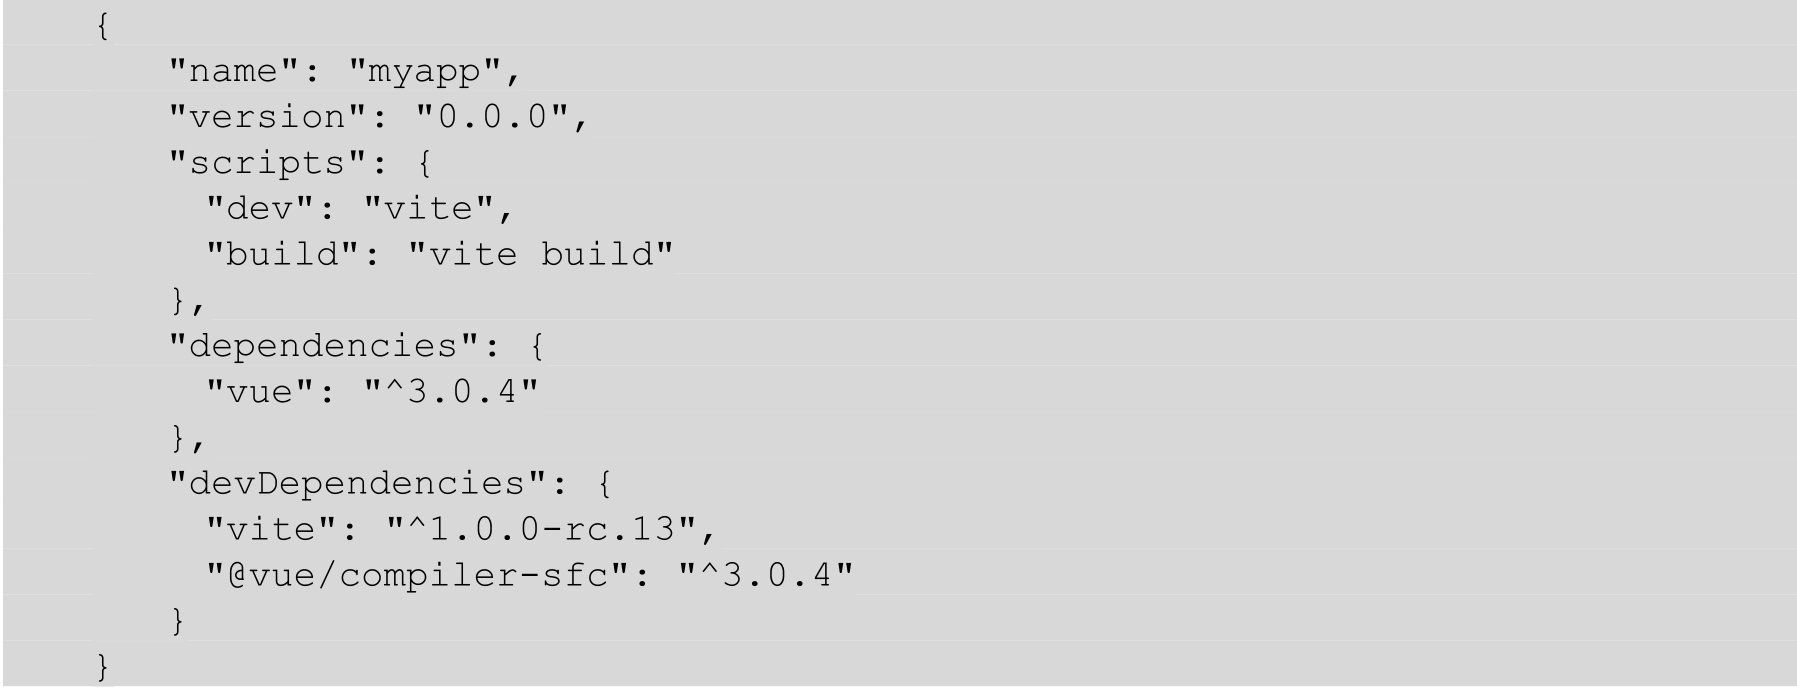 {
"name": "myapp",
"version": "0.0.0",
"scripts": {
"dev": "vite",
"build": "vite build"
},
"dependencies": {
"vue": "^3.0.4"
},
"devDependencies": {
"vite": "^1.0.0-rc.13",
"@vue/compiler-sfc": "^3.0.4"
}
}